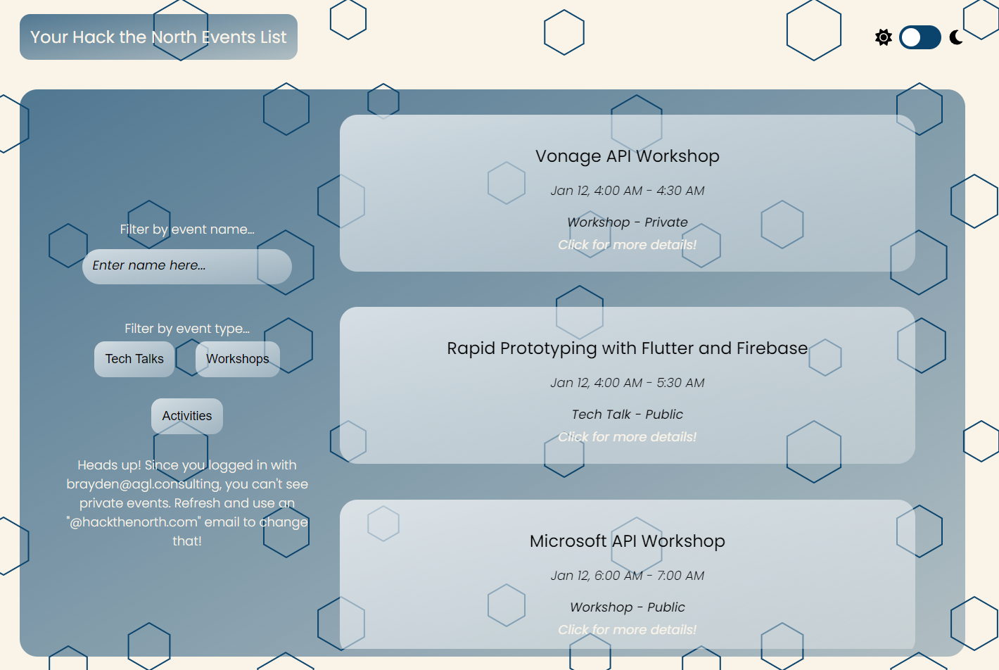 Your Hack the North Events List
Filter by event name...
Enter name here...
Filter by event type...
Tech Talks
Workshops
Activities
Heads up! Since you logged in with
brayden@agl.consulting, you can't see
private events. Refresh and use an
"@hackthenorth.com" email to change
that!
Vonage API Workshop
Jan 12, 4:00 AM - 4:30 AM
Workshop - Private
Click for more details!
Rapid Prototyping with Flutter and Firebase
Jan 12, 4:00 AM - 5:30 AM
Tech Talk - Public
Click for more details!
Microsoft API Workshop
Jan 12, 6:00 AM - 7:00 AM
Workshop - Public
Click for more details!